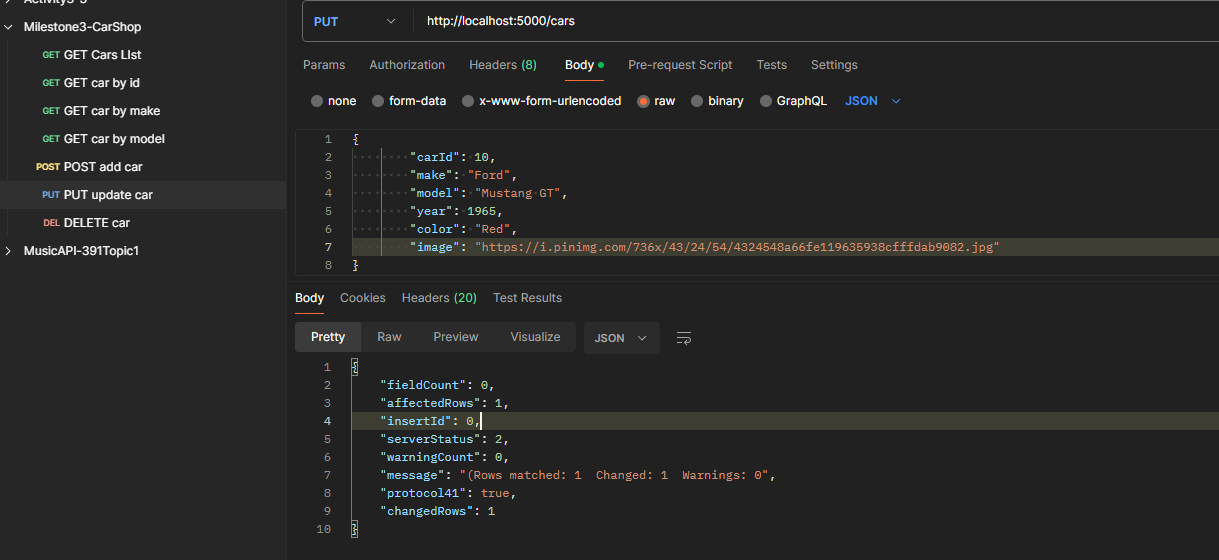 Milestone3-CarShop
GET GET Cars LIst
GET GET car by id
GET GET car by make
GET GET car by model
POST POST add car
PUT PUT update car
DEL DELETE car
MusicAPI-391Topic1
PUT http://localhost:5000/cars
Params Authorization Headers (8) Body Pre-request Script Tests Settings
none form-data x-www-form-urlencoded raw binary GraphQL JSON
1 {
2 "carId": 10,
3 "make": "Ford",
4 "model": "Mustang GT",
5 "year": 1965,
6 "color": "Red",
7 "image": "https://i.pinimg.com/736x/43/24/54/4324548a66fe119635938cfffdab9082.jpg"
8 }
Body Cookies Headers (20) Test Results
Pretty Raw Preview Visualize JSON
1 {
2 "fieldCount": 0,
3 "affectedRows": 1,
4 "insertId": 0,
5 "serverStatus": 2,
6 "warningCount": 0,
7 "message": "(Rows matched: 1  Changed: 1  Warnings: 0",
8 "protocol41": true,
9 "changedRows": 1
10 }